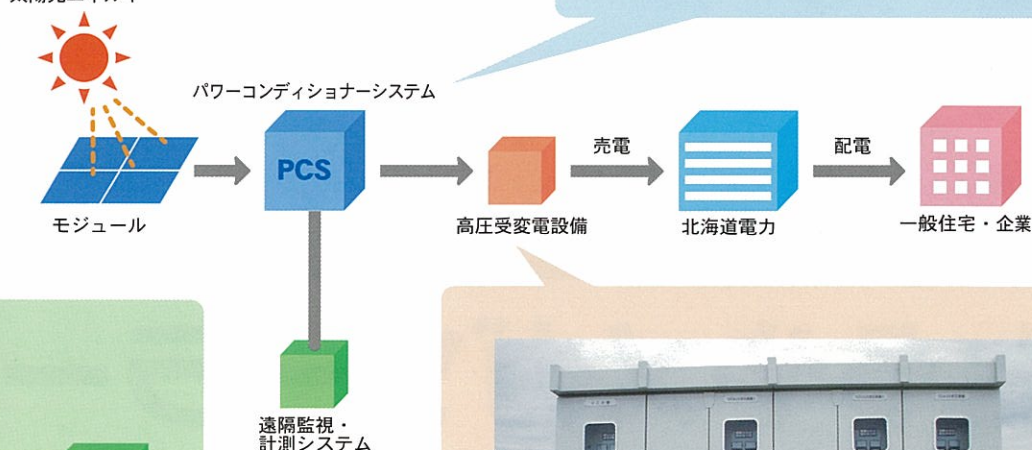 パワーコンディショナーシステム
PCS
売電
配電
モジュール
高圧受変電設備
北海道電力
一般住宅・企業
遠隔監視・
計測システム